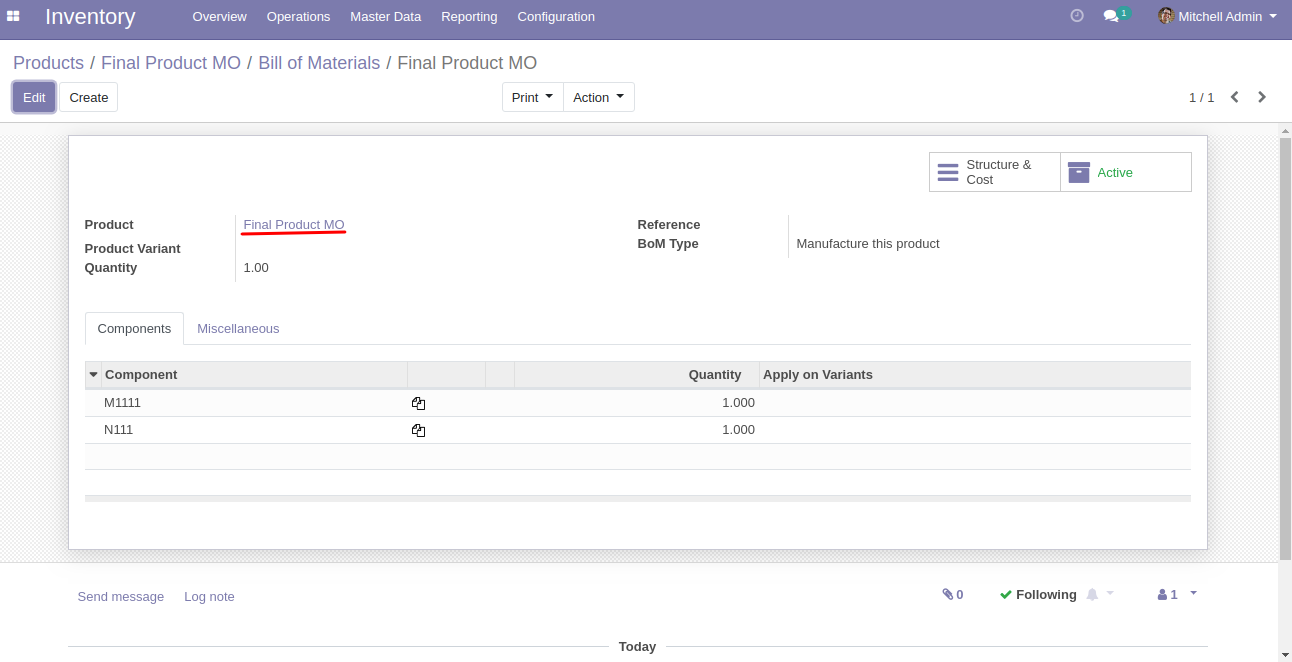 Inventory Overview Operations Master Data Reporting Configuration 1 Mitchell Admin
Products / Final Product MO / Bill of Materials / Final Product MO
Edit Create Print Action 1 / 1
Structure & Cost
Active
Product Final Product MO
Product Variant
Quantity 1.00
Reference
BoM Type Manufacture this product
Components Miscellaneous
Component Quantity Apply on Variants
M1111 1.000
N111 1.000
Send message Log note 0 Following 1
Today